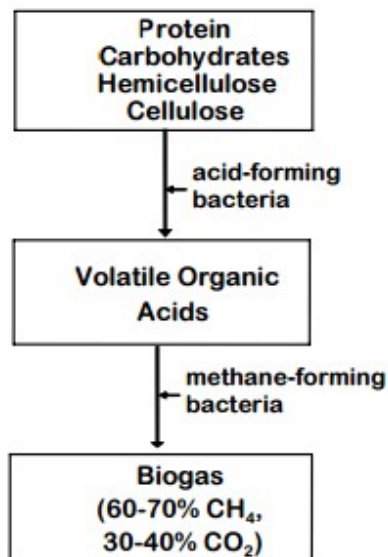 Protein
Carbohydrates
Hemicellulose
Cellulose
acid-forming
bacteria
Volatile Organic
Acids
methane-forming
bacteria
Biogas
(60-70% CH₄,
30-40% CO₂)